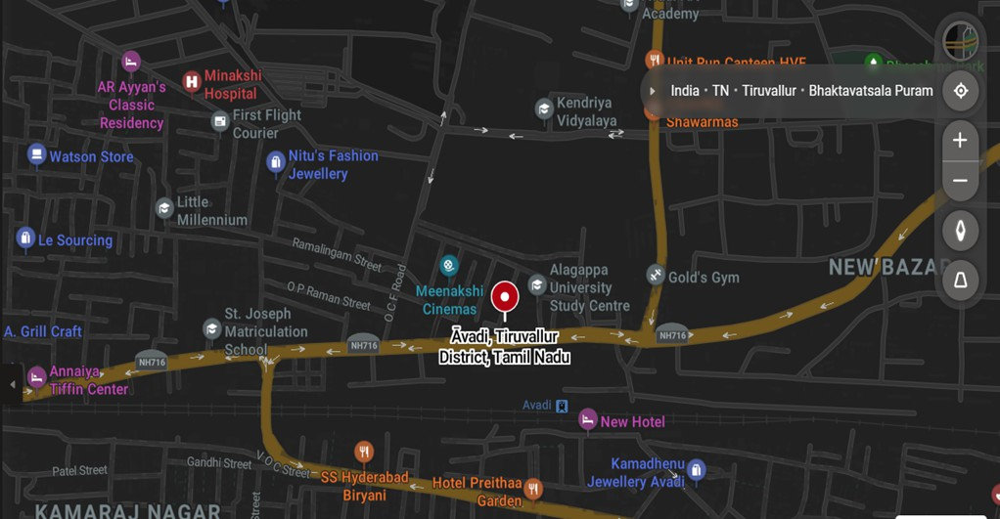 Academy
Unit Run Canteen HVF
India • TN • Tiruvallur • Bhaktavatsala Puram
Shawarmas
AR Ayyan's
Classic
Residency
Minakshi
Hospital
First Flight
Courier
Kendriya
Vidyalaya
Watson Store
Nitu's Fashion
Jewellery
Little
Millennium
Le Sourcing
Ramalingam Street
O P Raman Street
O.C.F Road
Meenakshi
Cinemas
Alagappa
University
Study Centre
Gold's Gym
NEW BAZAR
A. Grill Craft
St. Joseph
Matriculation
School
Āvadi, Tiruvallur
District, Tamil Nadu
NH716
NH716
NH716
Annaiya
Tiffin Center
Avadi
New Hotel
Patel Street
Gandhi Street
V O C Street
Street
SS Hyderabad
Biryani
Hotel Preithaa
Garden
Kamadhenu
Jewellery Avadi
KAMARAJ NAGAR